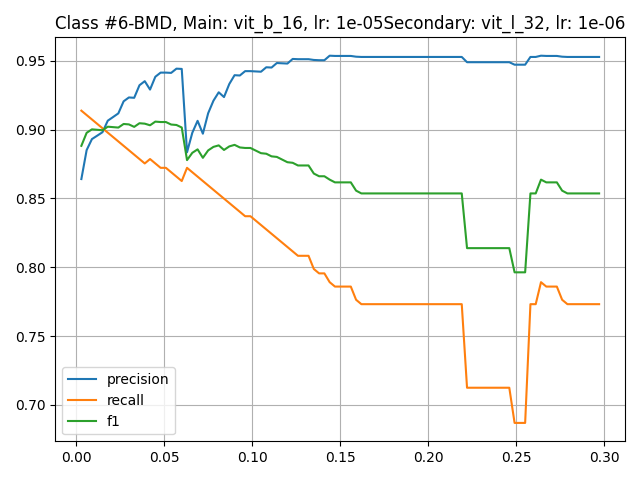 Class #6-BMD, Main: vit_b_16, lr: 1e-05Secondary: vit_l_32, lr: 1e-06
0.95
0.90
0.85
0.80
0.75
0.70
precision
recall
f1
0.00 0.05 0.10 0.15 0.20 0.25 0.30